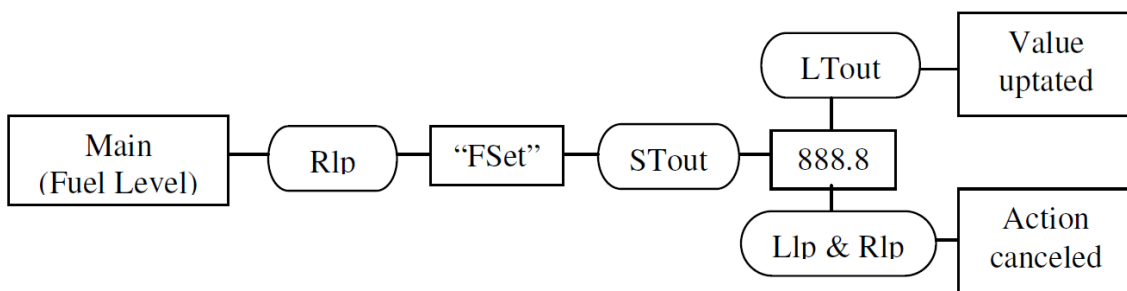 Main
(Fuel Level)
Rlp
“FSet”
STout
888.8
LTout
Value
uptated
Llp & Rlp
Action
canceled